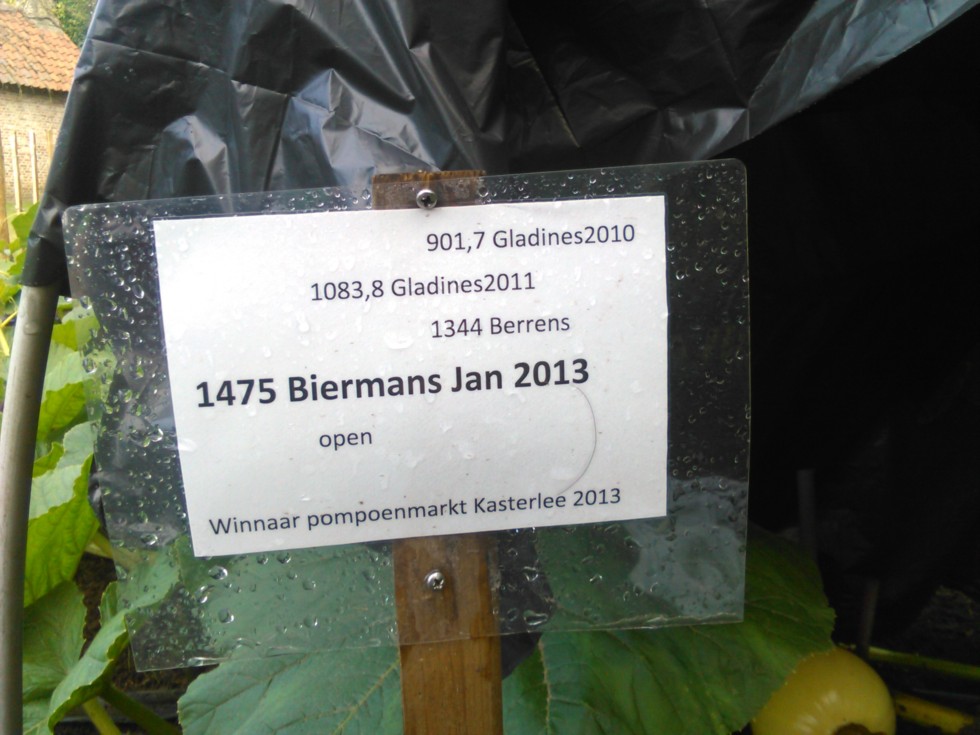 901,7 Gladines2010
1083,8 Gladines2011
1344 Berrens
1475 Biermans Jan 2013
open
Winnaar pompoenmarkt Kasterlee 2013